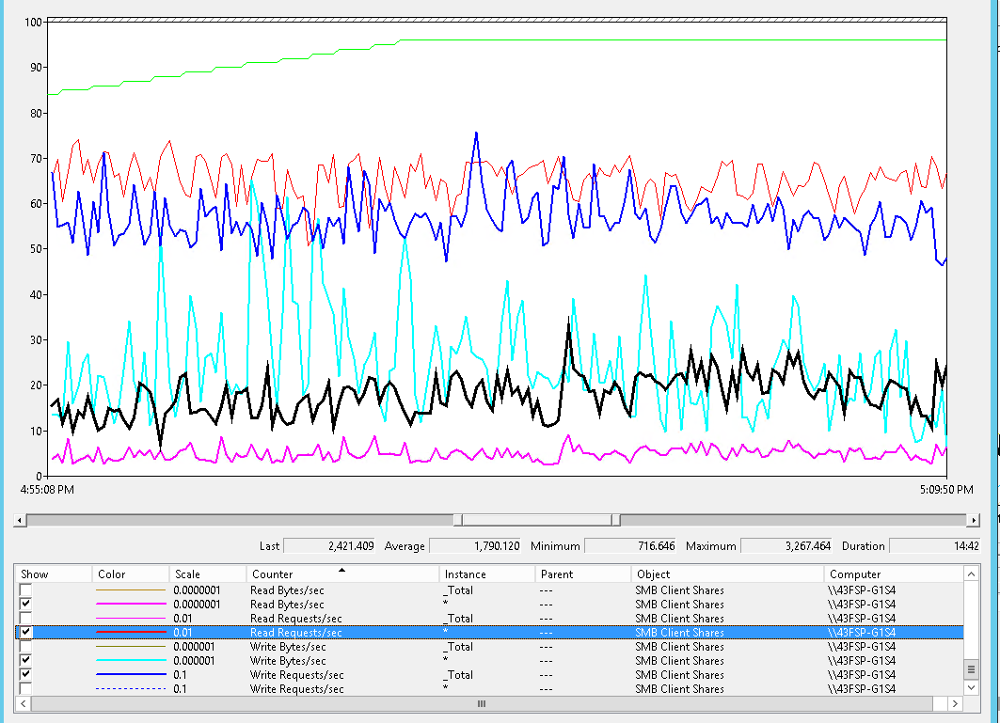 100
90
80
70
60
50
40
30
20
10
0
4:55:08 PM 5:09:50 PM
Last 2,421.409 Average 1,790.120 Minimum 716.646 Maximum 3,267.464 Duration 14:42
Show Color Scale Counter Instance Parent Object Computer
0.0000001 Read Bytes/sec _Total --- SMB Client Shares \\43FSP-G1S4
0.0000001 Read Bytes/sec * --- SMB Client Shares \\43FSP-G1S4
0.01 Read Requests/sec _Total --- SMB Client Shares \\43FSP-G1S4
0.01 Read Requests/sec * --- SMB Client Shares \\43FSP-G1S4
0.000001 Write Bytes/sec _Total --- SMB Client Shares \\43FSP-G1S4
0.000001 Write Bytes/sec * --- SMB Client Shares \\43FSP-G1S4
0.1 Write Requests/sec _Total --- SMB Client Shares \\43FSP-G1S4
0.1 Write Requests/sec * --- SMB Client Shares \\43FSP-G1S4